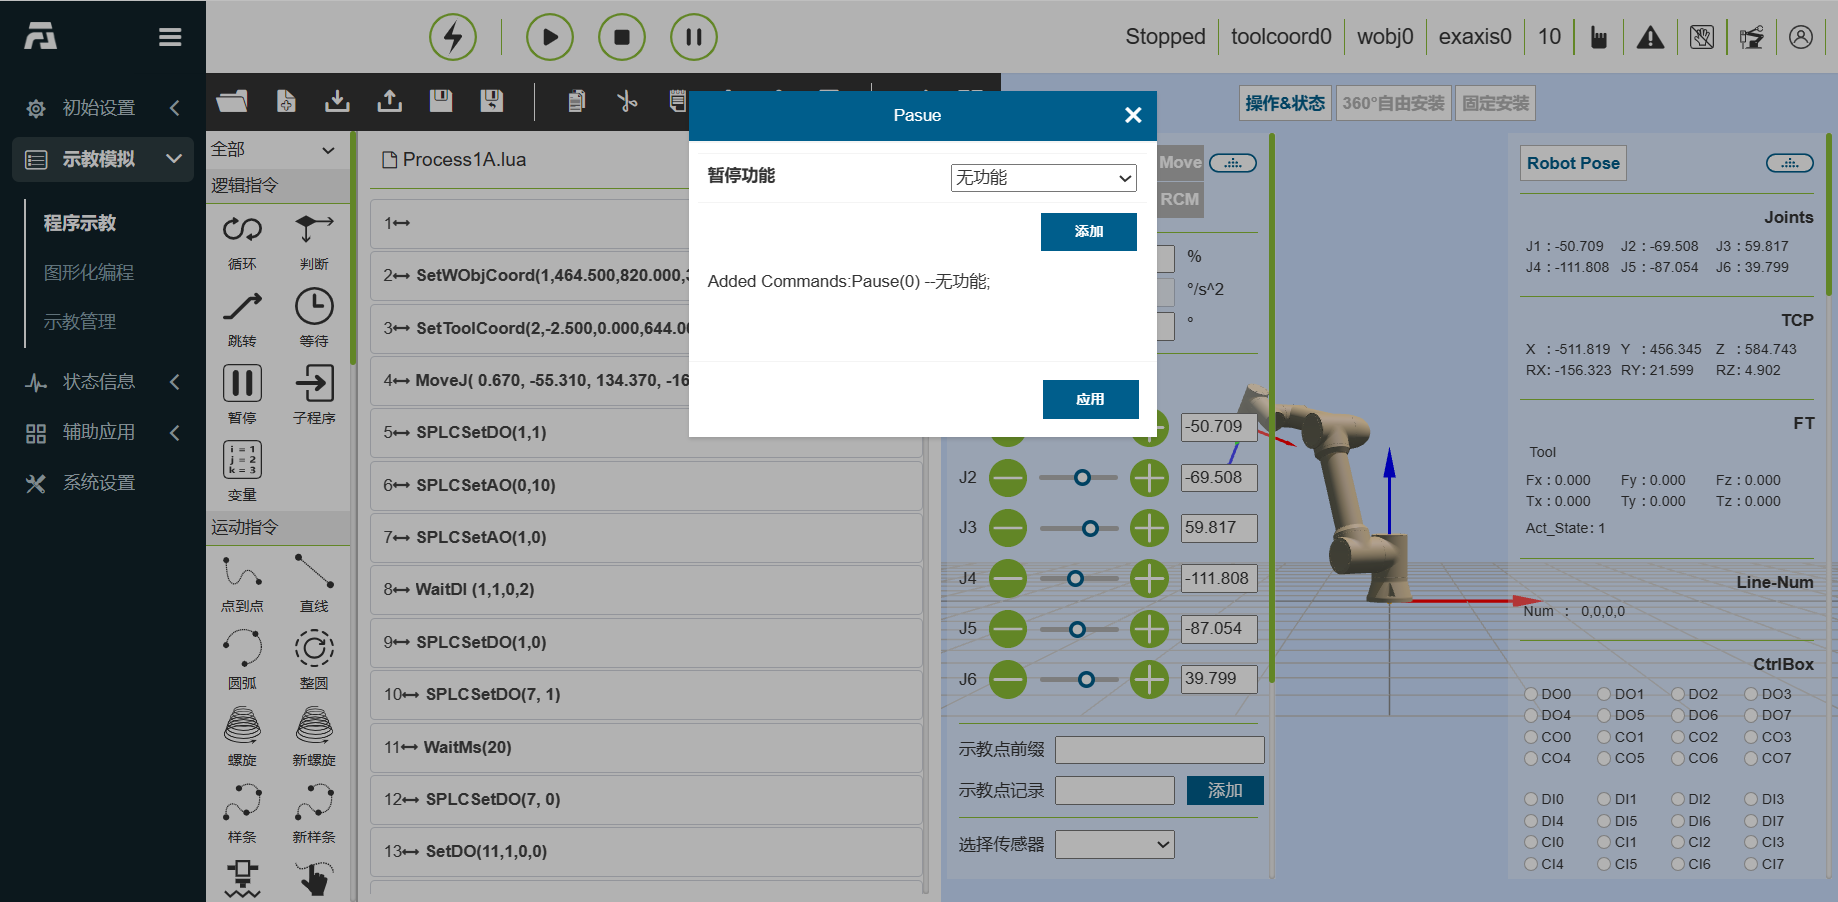 Stopped
toolcoord0
wobj0
exaxis0
10
初始设置
示教模拟
程序示教
图形化编程
示教管理
状态信息
辅助应用
系统设置
全部
逻辑指令
循环
判断
跳转
等待
暂停
子程序
i = 1
j = 2
k = 3
变量
运动指令
点到点
直线
圆弧
整圆
螺旋
新螺旋
样条
新样条
Process1A.lua
1
2 SetWObjCoord(1,464.500,820.000,
3 SetToolCoord(2,-2.500,0.000,644.00
4 MoveJ( 0.670, -55.310, 134.370, -16
5 SPLCSetDO(1,1)
6 SPLCSetAO(0,10)
7 SPLCSetAO(1,0)
8 WaitDI (1,1,0,2)
9 SPLCSetDO(1,0)
10 SPLCSetDO(7, 1)
11 WaitMs(20)
12 SPLCSetDO(7, 0)
13 SetDO(11,1,0,0)
Pasue
暂停功能
无功能
添加
Added Commands:Pause(0) --无功能;
应用
操作&状态
360°自由安装
固定安装
Move
RCM
%
°/s^2
°
-50.709
J2
-69.508
J3
59.817
J4
-111.808
J5
-87.054
J6
39.799
示教点前缀
示教点记录
添加
选择传感器
Robot Pose
Joints
J1 : -50.709 J2 : -69.508 J3 : 59.817
J4 : -111.808 J5 : -87.054 J6 : 39.799
TCP
X : -511.819 Y : 456.345 Z : 584.743
RX: -156.323 RY: 21.599 RZ: 4.902
FT
Tool
Fx : 0.000 Fy : 0.000 Fz : 0.000
Tx : 0.000 Ty : 0.000 Tz : 0.000
Act_State: 1
Line-Num
Num : 0,0,0,0
CtrlBox
DO0 DO1 DO2 DO3
DO4 DO5 DO6 DO7
CO0 CO1 CO2 CO3
CO4 CO5 CO6 CO7
DI0 DI1 DI2 DI3
DI4 DI5 DI6 DI7
CI0 CI1 CI2 CI3
CI4 CI5 CI6 CI7